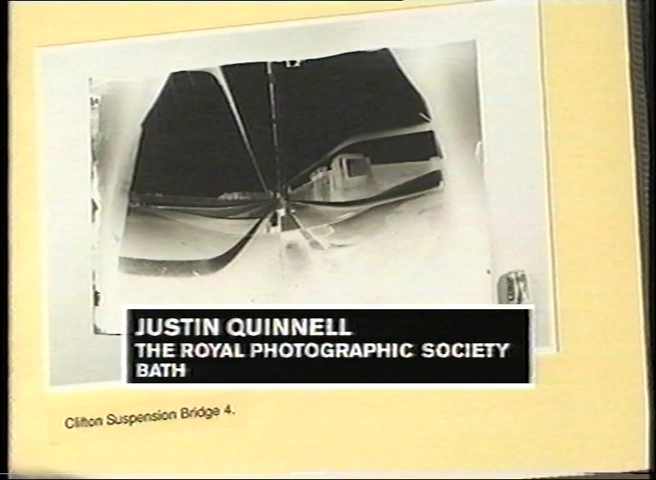 JUSTIN QUINNELL
THE ROYAL PHOTOGRAPHIC SOCIETY
BATH
Clifton Suspension Bridge 4.